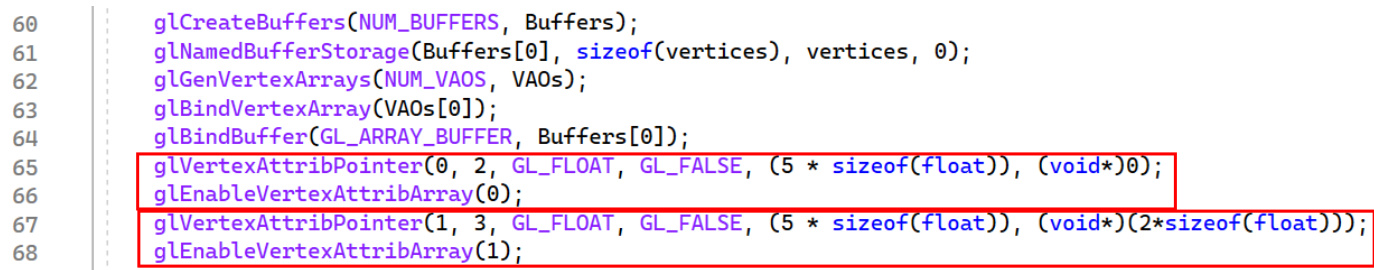 60 glCreateBuffers(NUM_BUFFERS, Buffers);
61 glNamedBufferStorage(Buffers[0], sizeof(vertices), vertices, 0);
62 glGenVertexArrays(NUM_VAOS, VAOs);
63 glBindVertexArray(VAOs[0]);
64 glBindBuffer(GL_ARRAY_BUFFER, Buffers[0]);
65 glVertexAttribPointer(0, 2, GL_FLOAT, GL_FALSE, (5 * sizeof(float)), (void*)0);
66 glEnableVertexAttribArray(0);
67 glVertexAttribPointer(1, 3, GL_FLOAT, GL_FALSE, (5 * sizeof(float)), (void*)(2*sizeof(float)));
68 glEnableVertexAttribArray(1);